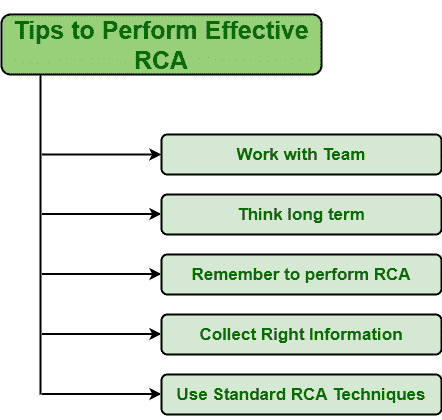 Tips to Perform Effective
RCA
Work with Team
Think long term
Remember to perform RCA
Collect Right Information
Use Standard RCA Techniques